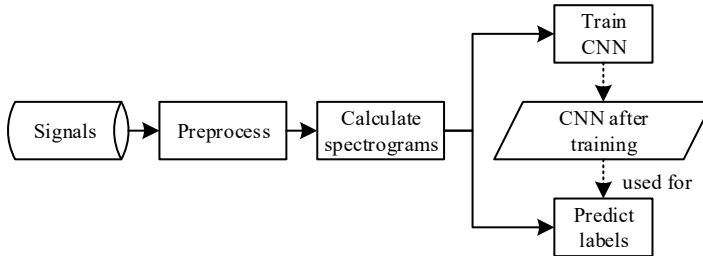 Train
CNN
Signals
Preprocess
Calculate
spectrograms
CNN after
training
used for
Predict
labels